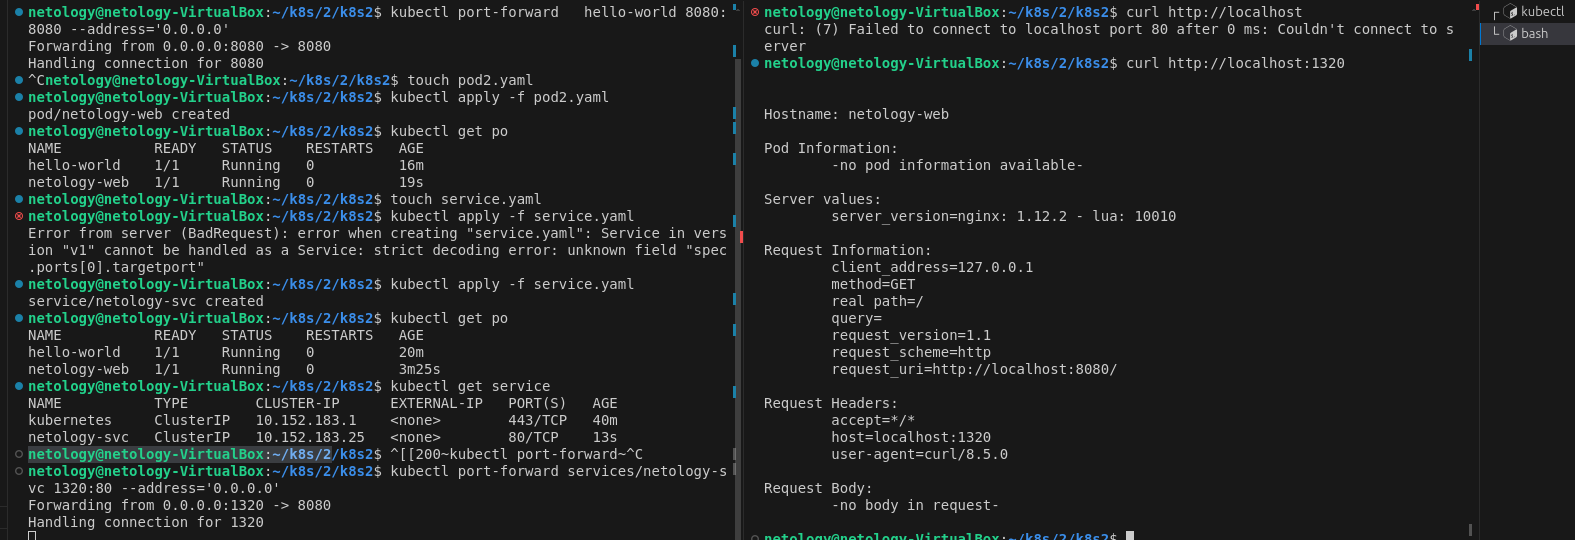 netology@netology-VirtualBox:~/k8s/2/k8s2$ kubectl port-forward   hello-world 8080:
8080 --address='0.0.0.0'
Forwarding from 0.0.0.0:8080 -> 8080
Handling connection for 8080
^Cnetology@netology-VirtualBox:~/k8s/2/k8s2$ touch pod2.yaml
netology@netology-VirtualBox:~/k8s/2/k8s2$ kubectl apply -f pod2.yaml
pod/netology-web created
netology@netology-VirtualBox:~/k8s/2/k8s2$ kubectl get po
NAME           READY   STATUS    RESTARTS   AGE
hello-world    1/1     Running   0          16m
netology-web   1/1     Running   0          19s
netology@netology-VirtualBox:~/k8s/2/k8s2$ touch service.yaml
netology@netology-VirtualBox:~/k8s/2/k8s2$ kubectl apply -f service.yaml
Error from server (BadRequest): error when creating "service.yaml": Service in vers
ion "v1" cannot be handled as a Service: strict decoding error: unknown field "spec
.ports[0].targetport"
netology@netology-VirtualBox:~/k8s/2/k8s2$ kubectl apply -f service.yaml
service/netology-svc created
netology@netology-VirtualBox:~/k8s/2/k8s2$ kubectl get po
NAME           READY   STATUS    RESTARTS   AGE
hello-world    1/1     Running   0          20m
netology-web   1/1     Running   0          3m25s
netology@netology-VirtualBox:~/k8s/2/k8s2$ kubectl get service
NAME           TYPE        CLUSTER-IP      EXTERNAL-IP   PORT(S)   AGE
kubernetes     ClusterIP   10.152.183.1    <none>        443/TCP   40m
netology-svc   ClusterIP   10.152.183.25   <none>        80/TCP    13s
netology@netology-VirtualBox:~/k8s/2/k8s2$ ^[[200~kubectl port-forward~^C
netology@netology-VirtualBox:~/k8s/2/k8s2$ kubectl port-forward services/netology-s
vc 1320:80 --address='0.0.0.0'
Forwarding from 0.0.0.0:1320 -> 8080
Handling connection for 1320
netology@netology-VirtualBox:~/k8s/2/k8s2$ curl http://localhost
curl: (7) Failed to connect to localhost port 80 after 0 ms: Couldn't connect to s
erver
netology@netology-VirtualBox:~/k8s/2/k8s2$ curl http://localhost:1320
Hostname: netology-web
Pod Information:
        -no pod information available-
Server values:
        server_version=nginx: 1.12.2 - lua: 10010
Request Information:
        client_address=127.0.0.1
        method=GET
        real path=/
        query=
        request_version=1.1
        request_scheme=http
        request_uri=http://localhost:8080/
Request Headers:
        accept=*/*
        host=localhost:1320
        user-agent=curl/8.5.0
Request Body:
        -no body in request-
netology@netology-VirtualBox:~/k8s/2/k8s2$
kubectl
bash